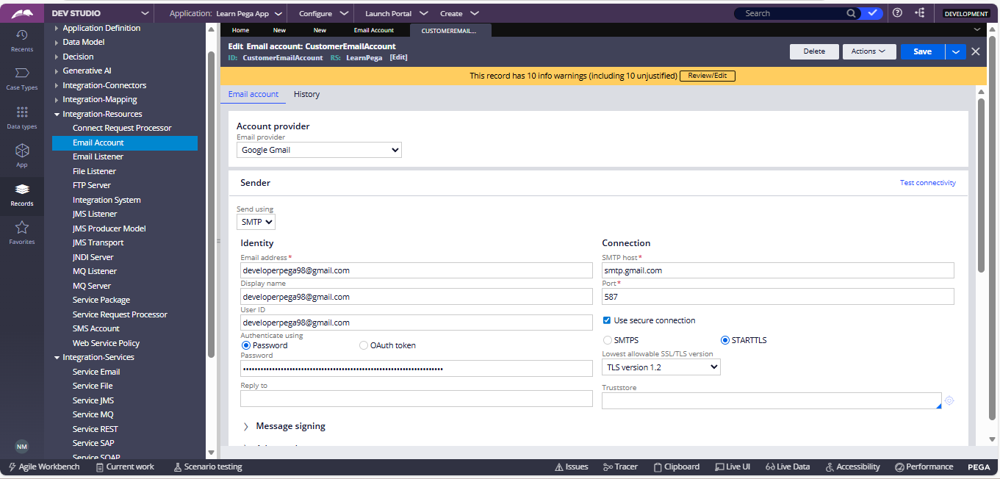 DEV STUDIO
Application: Learn Pega App
Configure
Launch Portal
Create
Search
DEVELOPMENT
Recents
Case Types
Data types
App
Records
Favorites
NM
Application Definition
Data Model
Decision
Generative AI
Integration-Connectors
Integration-Mapping
Integration-Resources
Connect Request Processor
Email Account
Email Listener
File Listener
FTP Server
Integration System
JMS Listener
JMS Producer Model
JMS Transport
JNDI Server
MQ Listener
MQ Server
Service Package
Service Request Processor
SMS Account
Web Service Policy
Integration-Services
Service Email
Service File
Service JMS
Service MQ
Service REST
Service SAP
Service SOAP
Home
New
New
Email Account
CUSTOMEREMAIL...
Edit Email account: CustomerEmailAccount
ID: CustomerEmailAccount RS: LearnPega [Edit]
Delete
Actions
Save
This record has 10 info warnings (including 10 unjustified) Review/Edit
Email account
History
Account provider
Email provider
Google Gmail
Sender
Test connectivity
Send using
SMTP
Identity
Email address*
developerpega98@gmail.com
Display name
developerpega98@gmail.com
User ID
developerpega98@gmail.com
Authenticate using
Password
OAuth token
Password
Reply to
Message signing
Connection
SMTP host*
smtp.gmail.com
Port*
587
Use secure connection
SMTPS
STARTTLS
Lowest allowable SSL/TLS version
TLS version 1.2
Truststore
Agile Workbench
Current work
Scenario testing
Issues
Tracer
Clipboard
Live UI
Live Data
Accessibility
Performance
PEGA